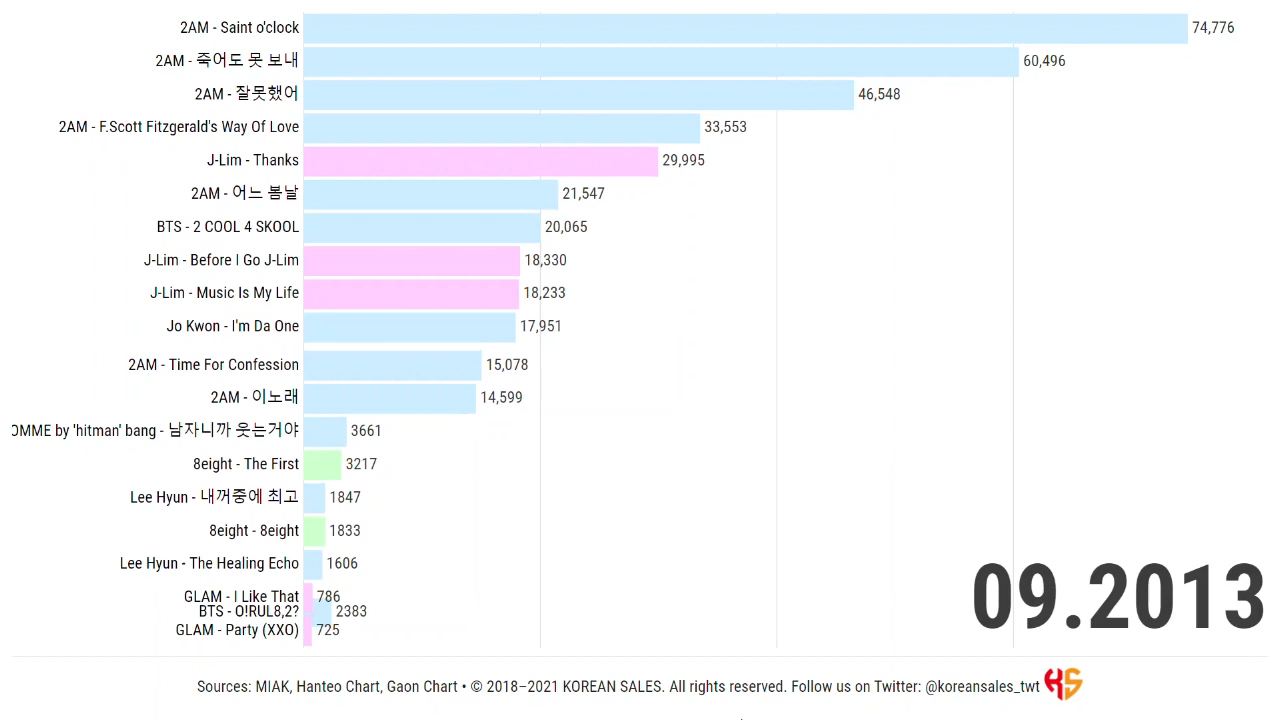 2AM - Saint o'clock 74,776
2AM - 죽어도 못 보내 60,496
2AM - 잘못했어 46,548
2AM - F.Scott Fitzgerald's Way Of Love 33,553
J-Lim - Thanks 29,995
2AM - 어느 봄날 21,547
BTS - 2 COOL 4 SKOOL 20,065
J-Lim - Before I Go J-Lim 18,330
J-Lim - Music Is My Life 18,233
Jo Kwon - I'm Da One 17,951
2AM - Time For Confession 15,078
2AM - 이노래 14,599
OMME by 'hitman' bang - 남자니까 웃는거야 3661
8eight - The First 3217
Lee Hyun - 내꺼중에 최고 1847
8eight - 8eight 1833
Lee Hyun - The Healing Echo 1606
GLAM - I Like That 786
BTS - O!RUL8,2? 2383
GLAM - Party (XXO) 725
09.2013
Sources: MIAK, Hanteo Chart, Gaon Chart • © 2018–2021 KOREAN SALES. All rights reserved. Follow us on Twitter: @koreansales_twt KS